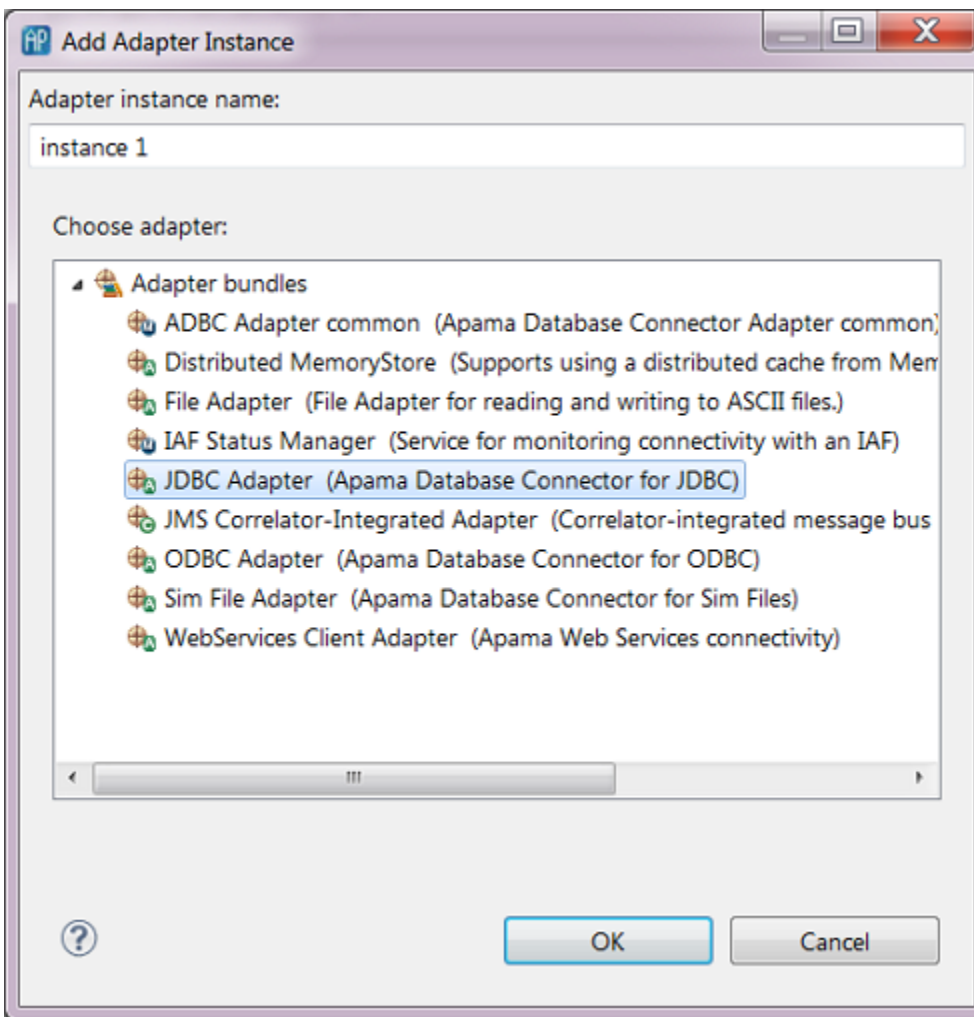 AP Add Adapter Instance
Adapter instance name:
instance 1
Choose adapter:
Adapter bundles
ADBC Adapter common (Apama Database Connector Adapter common)
Distributed MemoryStore (Supports using a distributed cache from Mem
File Adapter (File Adapter for reading and writing to ASCII files.)
IAF Status Manager (Service for monitoring connectivity with an IAF)
JDBC Adapter (Apama Database Connector for JDBC)
JMS Correlator-Integrated Adapter (Correlator-integrated message bus
ODBC Adapter (Apama Database Connector for ODBC)
Sim File Adapter (Apama Database Connector for Sim Files)
WebServices Client Adapter (Apama Web Services connectivity)
? OK Cancel